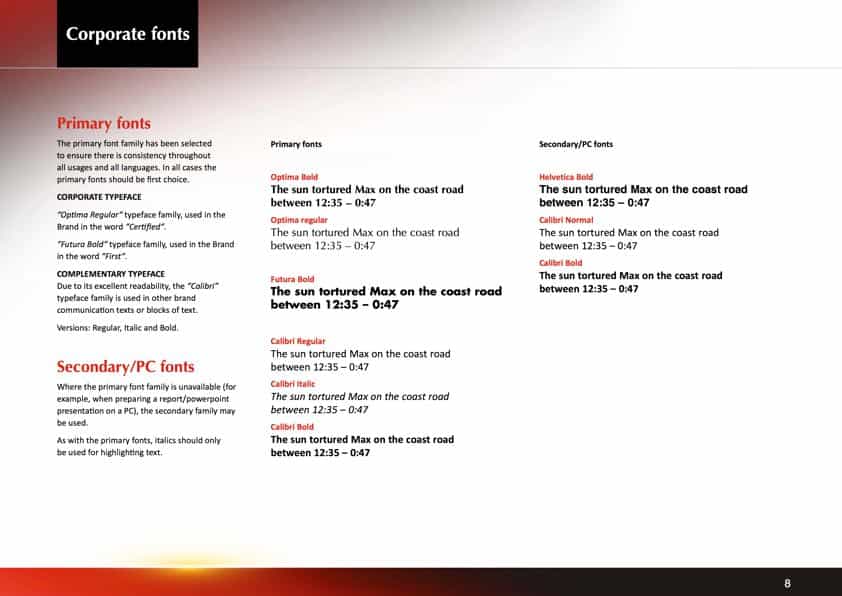 Corporate fonts
Primary fonts
The primary font family has been selected
to ensure there is consistency throughout
all usages and all languages. In all cases the
primary fonts should be first choice.
CORPORATE TYPEFACE
“Optima Regular” typeface family, used in the
Brand in the word “Certified”.
“Futura Bold” typeface family, used in the Brand
in the word “First”.
COMPLEMENTARY TYPEFACE
Due to its excellent readability, the “Calibri”
typeface family is used in other brand
communication texts or blocks of text.
Versions: Regular, Italic and Bold.
Secondary/PC fonts
Where the primary font family is unavailable (for
example, when preparing a report/powerpoint
presentation on a PC), the secondary family may
be used.
As with the primary fonts, italics should only
be used for highlighting text.
Primary fonts
Optima Bold
The sun tortured Max on the coast road
between 12:35 – 0:47
Optima regular
The sun tortured Max on the coast road
between 12:35 – 0:47
Futura Bold
The sun tortured Max on the coast road
between 12:35 – 0:47
Calibri Regular
The sun tortured Max on the coast road
between 12:35 – 0:47
Calibri Italic
The sun tortured Max on the coast road
between 12:35 – 0:47
Calibri Bold
The sun tortured Max on the coast road
between 12:35 – 0:47
Secondary/PC fonts
Helvetica Bold
The sun tortured Max on the coast road
between 12:35 – 0:47
Calibri Normal
The sun tortured Max on the coast road
between 12:35 – 0:47
Calibri Bold
The sun tortured Max on the coast road
between 12:35 – 0:47
8